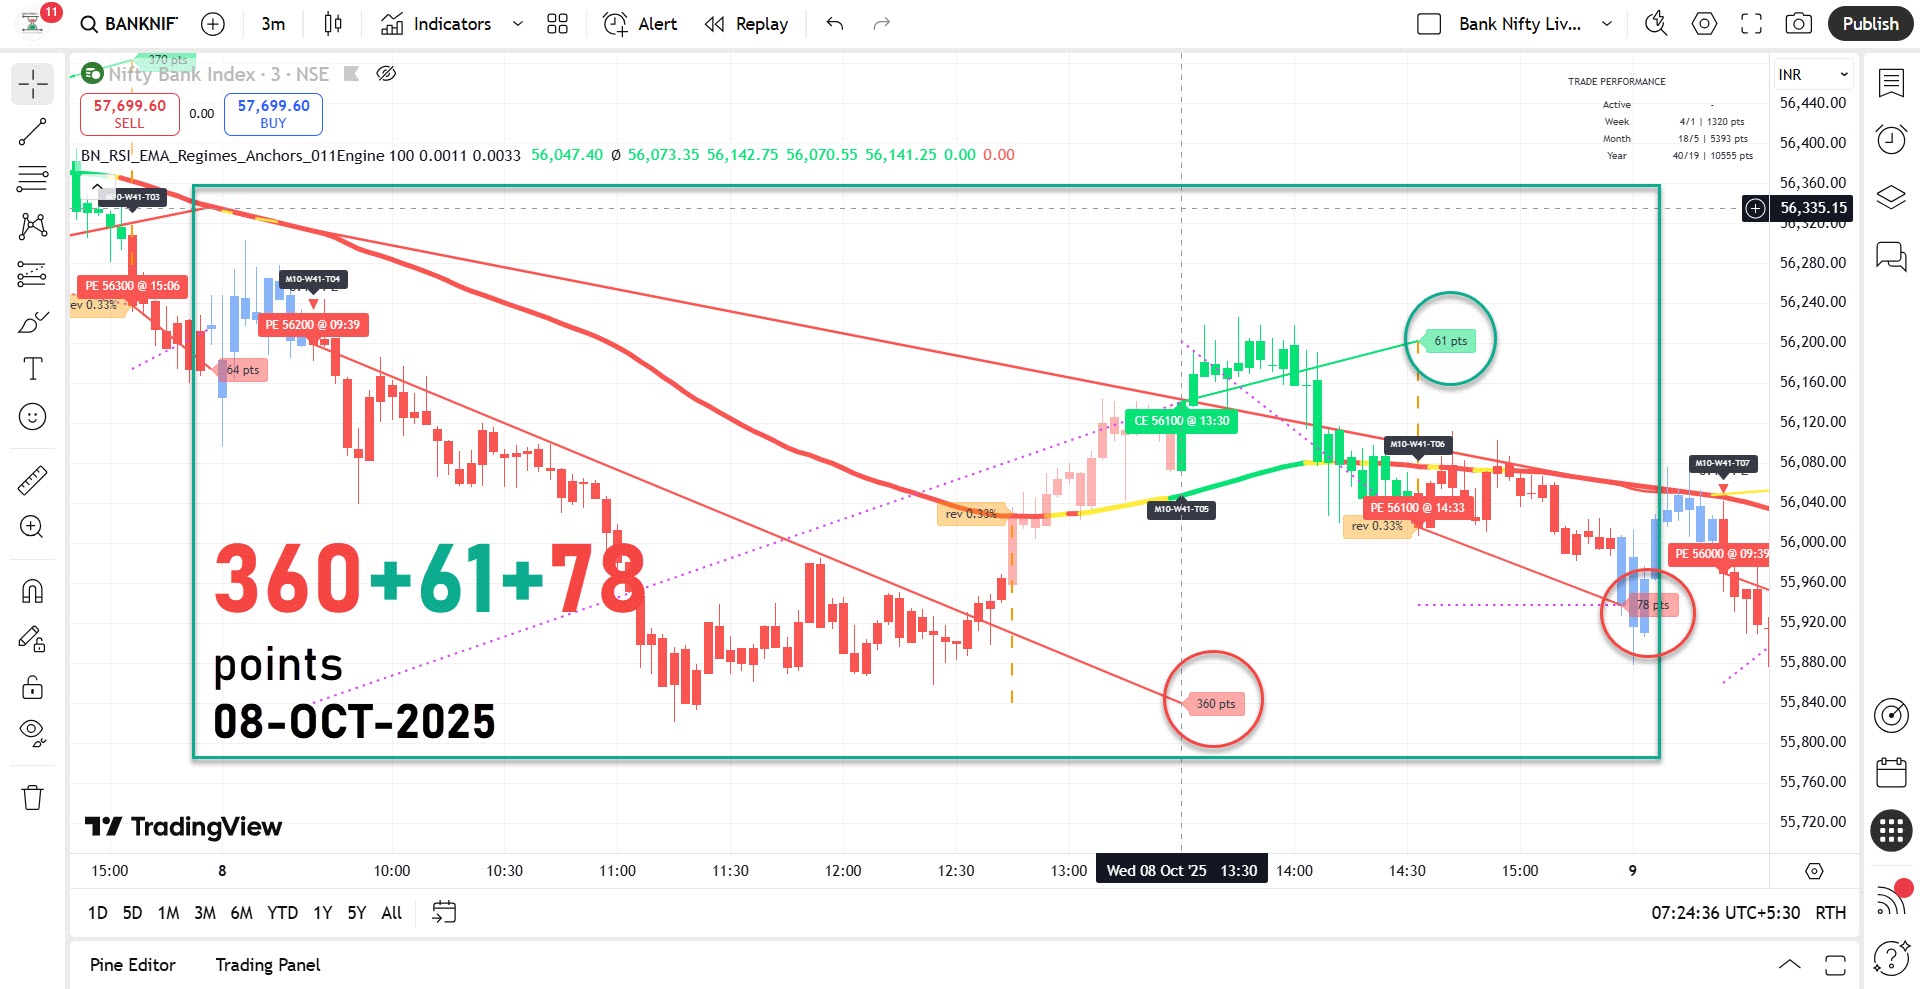 11
BANKNIF
3m
Indicators
Alert
Replay
Bank Nifty Liv...
Publish
370 pts
Nifty Bank Index · 3 · NSE
57,699.60
SELL
0.00
57,699.60
BUY
BN_RSI_EMA_Regimes_Anchors_011Engine 100 0.0011 0.0033 56,047.40 Ø 56,073.35 56,142.75 56,070.55 56,141.25 0.00 0.00
TRADE PERFORMANCE
Active -
Week 4/1 | 1320 pts
Month 18/5 | 5393 pts
Year 40/19 | 10555 pts
INR
56,440.00
56,400.00
56,360.00
56,335.15
56,320.00
56,280.00
56,240.00
56,200.00
56,160.00
56,120.00
56,080.00
56,040.00
56,000.00
55,960.00
55,920.00
55,880.00
55,840.00
55,800.00
55,760.00
55,720.00
M10-W41-T03
PE 56300 @ 15:06
rev 0.33%
64 pts
M10-W41-T04
PE 56200 @ 09:39
61 pts
CE 56100 @ 13:30
M10-W41-T05
M10-W41-T06
PE 56100 @ 14:33
rev 0.33%
rev 0.33%
M10-W41-T07
PE 56000 @ 09:39
78 pts
360 pts
360+61+78
points
08-OCT-2025
TradingView
15:00 8 10:00 10:30 11:00 11:30 12:00 12:30 13:00 Wed 08 Oct '25 13:30 14:00 14:30 15:00 9
1D 5D 1M 3M 6M YTD 1Y 5Y All
07:24:36 UTC+5:30 RTH
Pine Editor Trading Panel